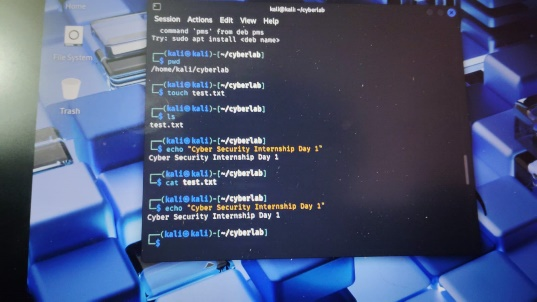 Home
File System
Trash
kali@kali: ~/cyberlab
Session Actions Edit View Help
command 'pms' from deb pms
Try: sudo apt install <deb name>
┌──(kali㉿kali)-[~/cyberlab]
└─$ pwd
/home/kali/cyberlab
┌──(kali㉿kali)-[~/cyberlab]
└─$ touch test.txt
┌──(kali㉿kali)-[~/cyberlab]
└─$ ls
test.txt
┌──(kali㉿kali)-[~/cyberlab]
└─$ echo "Cyber Security Internship Day 1"
Cyber Security Internship Day 1
┌──(kali㉿kali)-[~/cyberlab]
└─$ cat test.txt
┌──(kali㉿kali)-[~/cyberlab]
└─$ echo "Cyber Security Internship Day 1"
Cyber Security Internship Day 1
┌──(kali㉿kali)-[~/cyberlab]
└─$